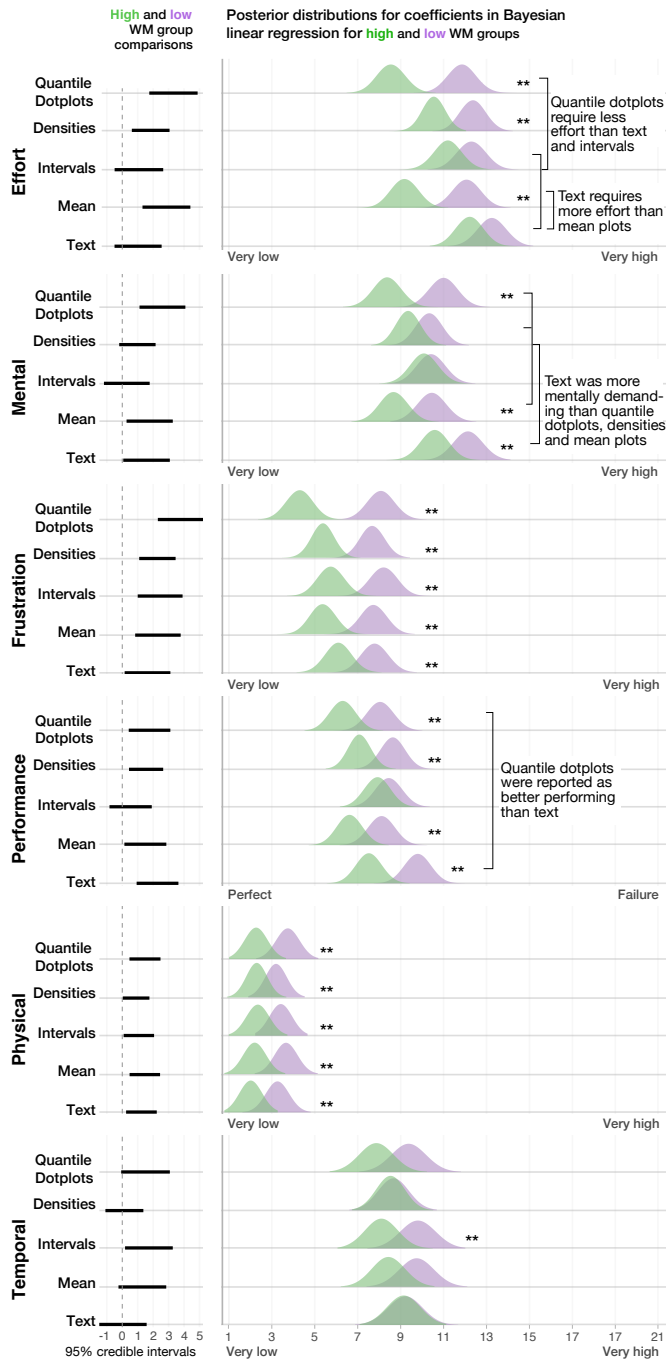 High and low
WM group
comparisons
Posterior distributions for coefficients in Bayesian
linear regression for high and low WM groups
Effort
Quantile
Dotplots
**
Densities
**
Intervals
Mean
**
Text
Quantile dotplots
require less
effort than text
and intervals
Text requires
more effort than
mean plots
Very low
Very high
Mental
Quantile
Dotplots
**
Densities
Intervals
Mean
**
Text
**
Text was more
mentally demand-
ing than quantile
dotplots, densities
and mean plots
Very low
Very high
Frustration
Quantile
Dotplots
**
Densities
**
Intervals
**
Mean
**
Text
**
Very low
Very high
Performance
Quantile
Dotplots
**
Densities
**
Intervals
Mean
**
Text
**
Quantile dotplots
were reported as
better performing
than text
Perfect
Failure
Physical
Quantile
Dotplots
**
Densities
**
Intervals
**
Mean
**
Text
**
Very low
Very high
Temporal
Quantile
Dotplots
Densities
Intervals
**
Mean
Text
-1 0 1 2 3 4 5
1 3 5 7 9 11 13 15 17 17 21
95% credible intervals
Very low
Very high